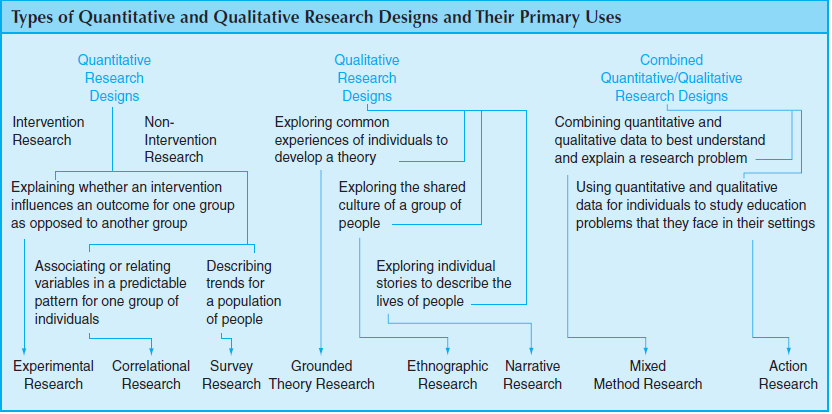 Types of Quantitative and Qualitative Research Designs and Their Primary Uses
Quantitative
Research
Designs
Intervention
Research
Non-
Intervention
Research
Explaining whether an intervention
influences an outcome for one group
as opposed to another group
Associating or relating
variables in a predictable
pattern for one group of
individuals
Describing
trends for
a population
of people
Experimental
Research
Correlational
Research
Survey
Research
Qualitative
Research
Designs
Exploring common
experiences of individuals to
develop a theory
Exploring the shared
culture of a group of
people
Exploring individual
stories to describe the
lives of people
Grounded
Theory Research
Ethnographic
Research
Narrative
Research
Combined
Quantitative/Qualitative
Research Designs
Combining quantitative and
qualitative data to best understand
and explain a research problem
Using quantitative and qualitative
data for individuals to study education
problems that they face in their settings
Mixed
Method Research
Action
Research